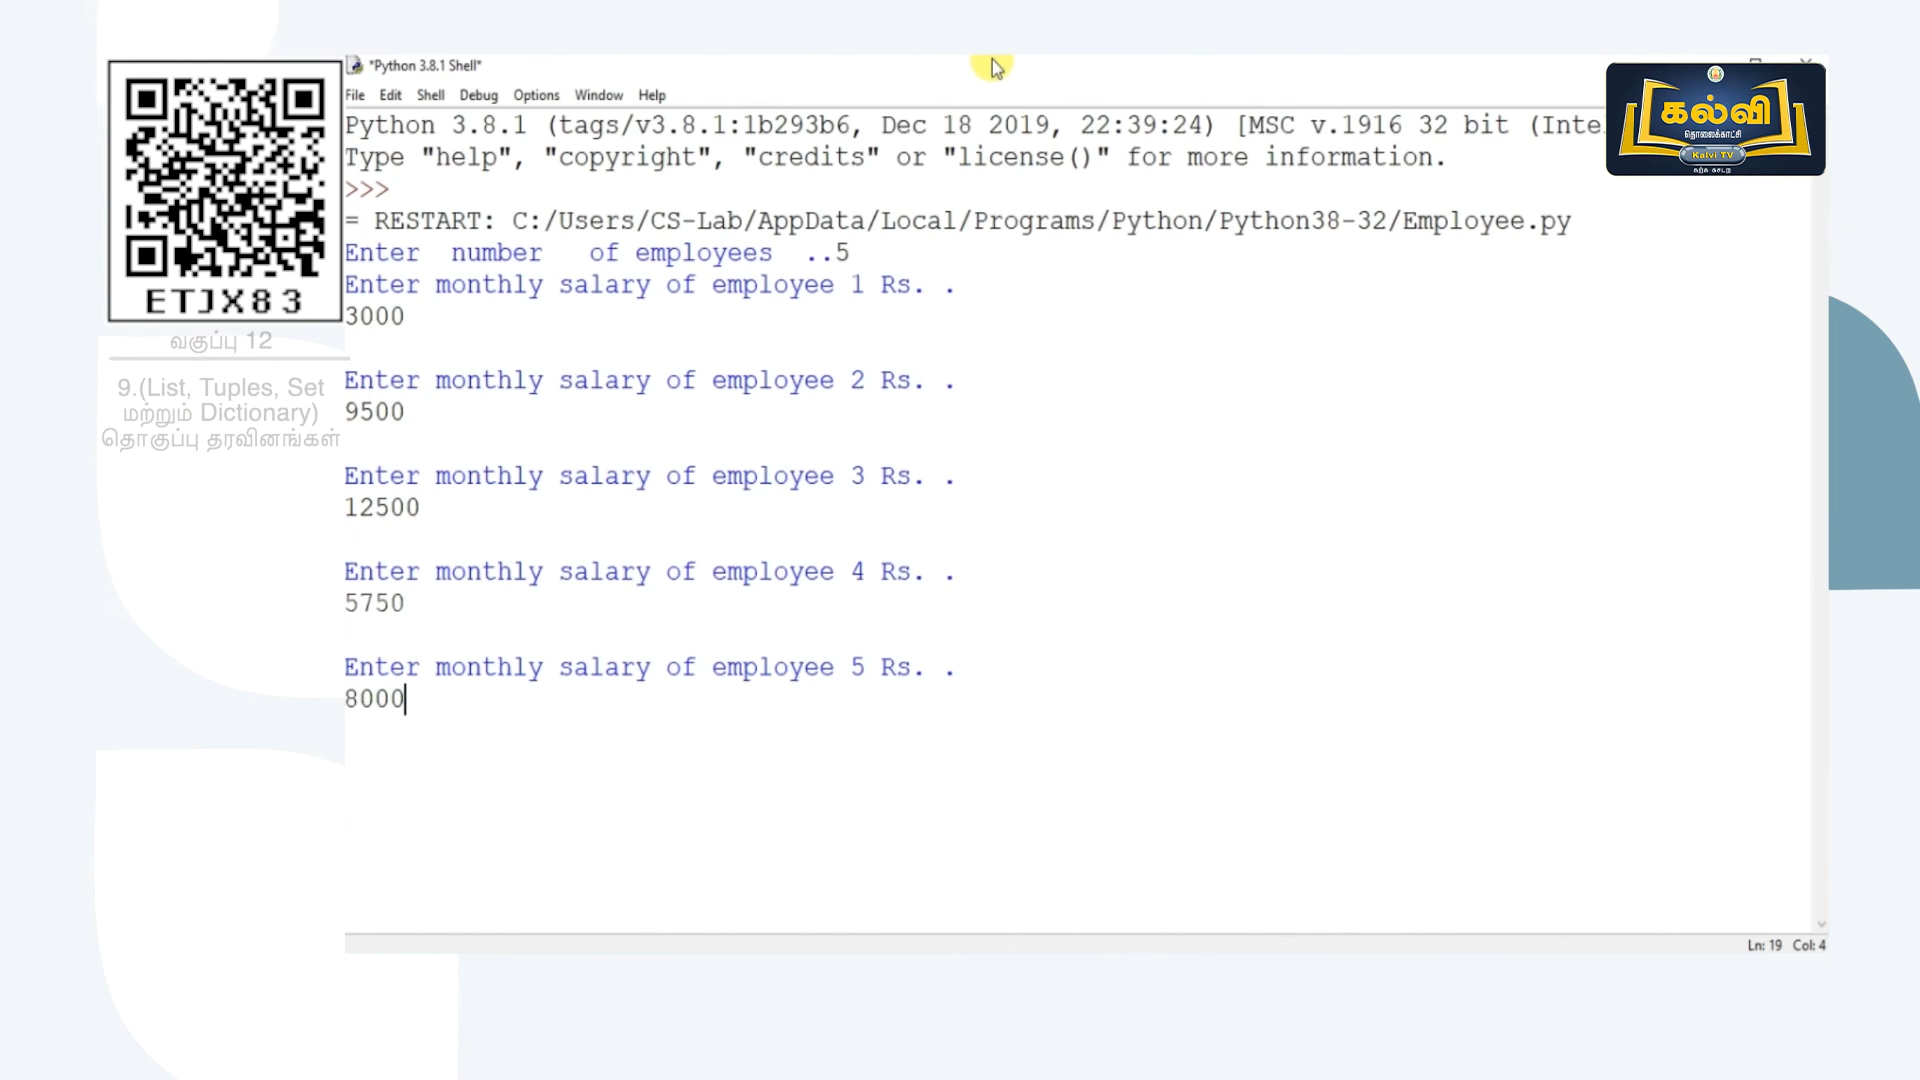 *Python 3.8.1 Shell*
File Edit Shell Debug Options Window Help
Python 3.8.1 (tags/v3.8.1:1b293b6, Dec 18 2019, 22:39:24) [MSC v.1916 32 bit (Inte
Type "help", "copyright", "credits" or "license()" for more information.
>>>
= RESTART: C:/Users/CS-Lab/AppData/Local/Programs/Python/Python38-32/Employee.py
Enter  number   of employees  ..5
Enter monthly salary of employee 1 Rs. .
3000
Enter monthly salary of employee 2 Rs. .
9500
Enter monthly salary of employee 3 Rs. .
12500
Enter monthly salary of employee 4 Rs. .
5750
Enter monthly salary of employee 5 Rs. .
8000
Ln: 19 Col: 4
ETJX83
வகுப்பு 12
9.(List, Tuples, Set
மற்றும் Dictionary)
தொகுப்பு தரவினங்கள்
கல்வி
தொலைக்காட்சி
Kalvi TV
கற்க கசடற